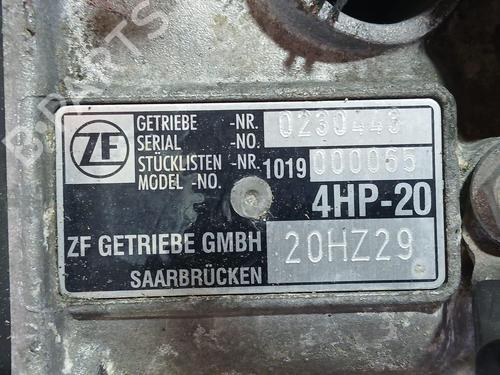 B-PARTS
ZF
GETRIEBE -NR. 0230443
SERIAL -NO.
STÜCKLISTEN -NR. 1019 000065
MODEL -NO.
4HP-20
ZF GETRIEBE GMBH 20HZ29
SAARBRÜCKEN